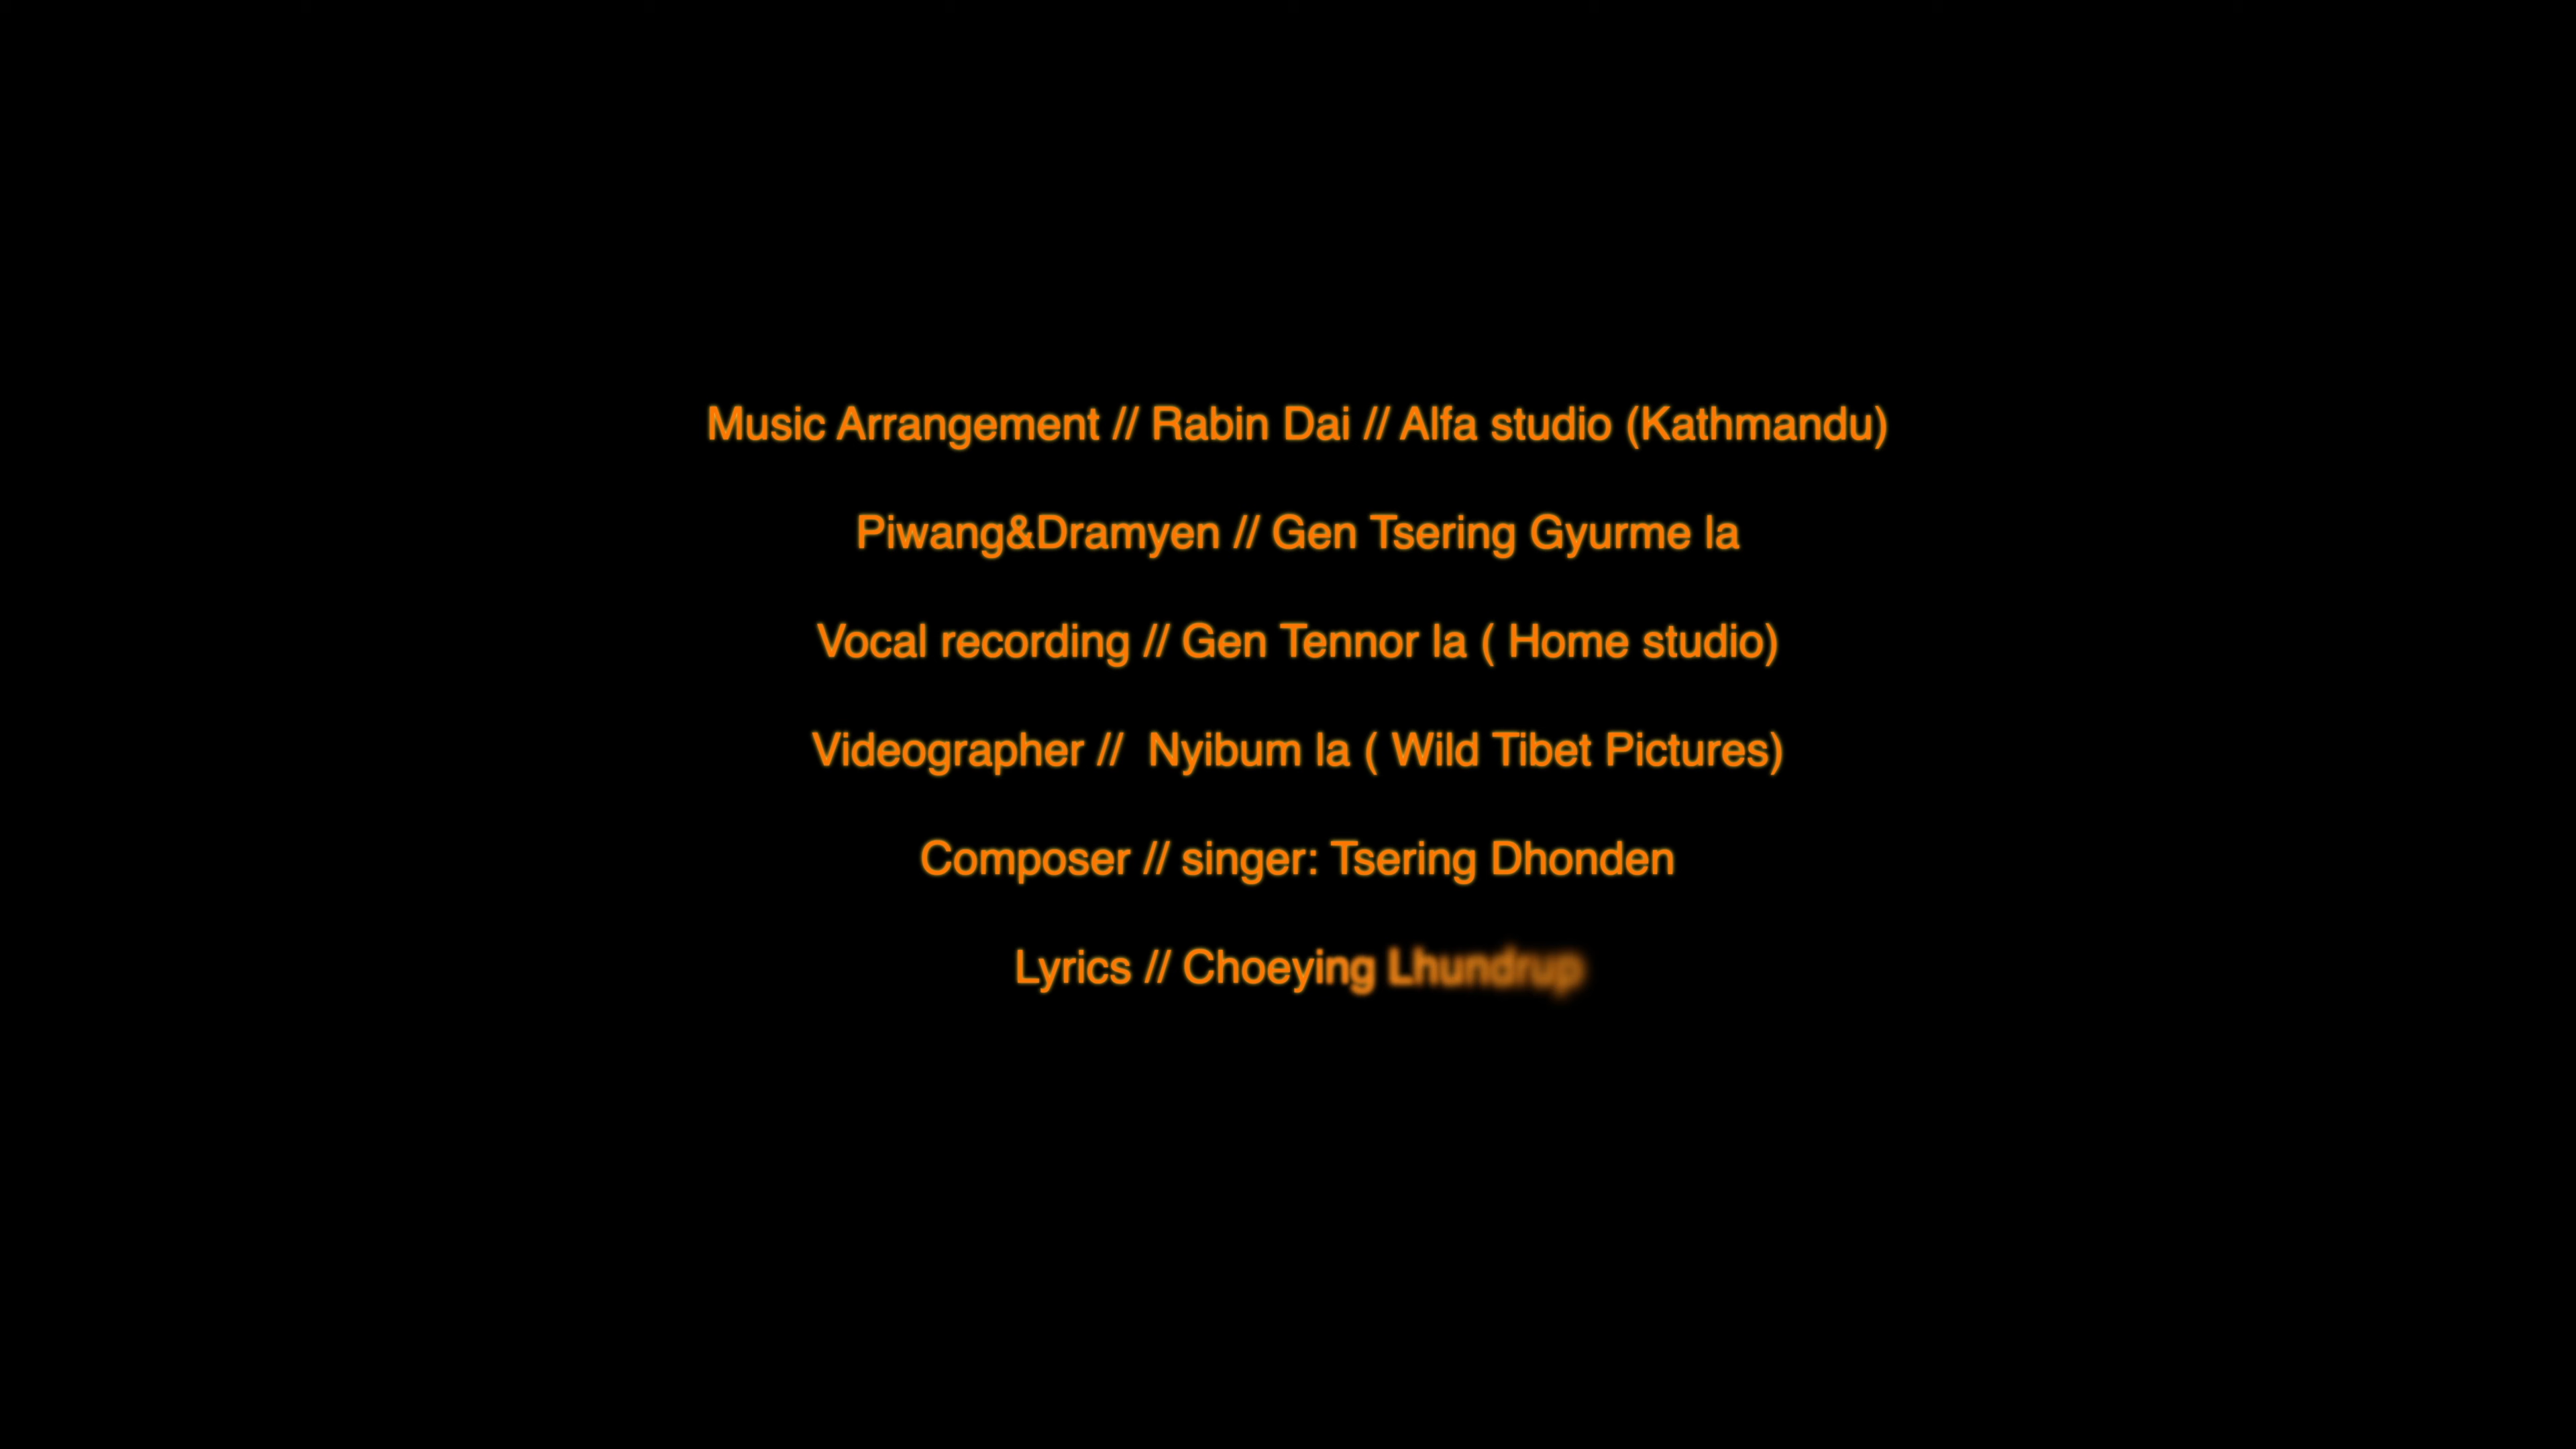 Music Arrangement // Rabin Dai // Alfa studio (Kathmandu)
Piwang&Dramyen // Gen Tsering Gyurme la
Vocal recording // Gen Tennor la ( Home studio)
Videographer //  Nyibum la ( Wild Tibet Pictures)
Composer // singer: Tsering Dhonden
Lyrics // Choeying Lhundrup